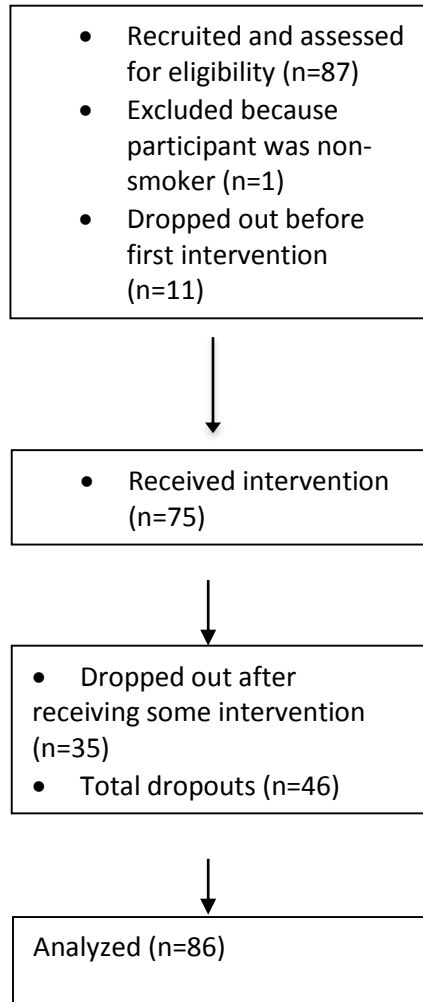 • Recruited and assessed
for eligibility (n=87)
• Excluded because
participant was non-
smoker (n=1)
• Dropped out before
first intervention
(n=11)
• Received intervention
(n=75)
• Dropped out after
receiving some intervention
(n=35)
• Total dropouts (n=46)
Analyzed (n=86)